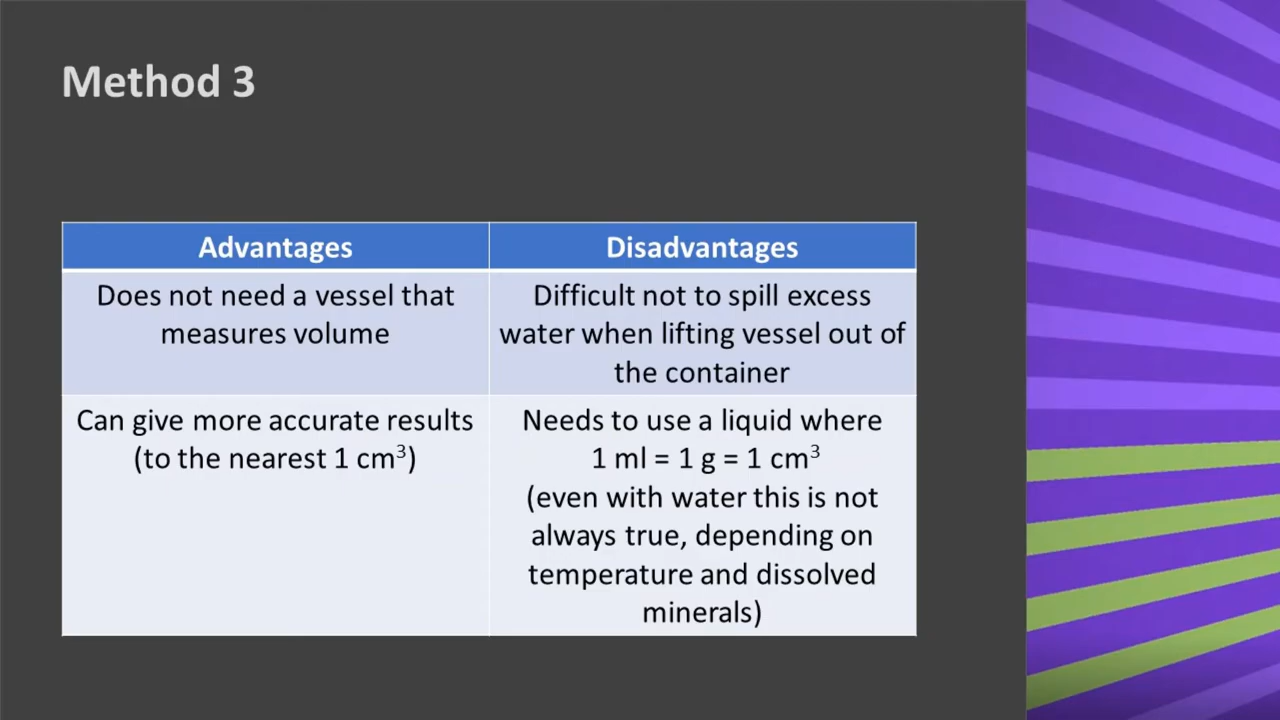 Method 3
Advantages
Disadvantages
Does not need a vessel that
measures volume
Difficult not to spill excess
water when lifting vessel out of
the container
Can give more accurate results
(to the nearest 1 cm³)
Needs to use a liquid where
1 ml = 1 g = 1 cm³
(even with water this is not
always true, depending on
temperature and dissolved
minerals)